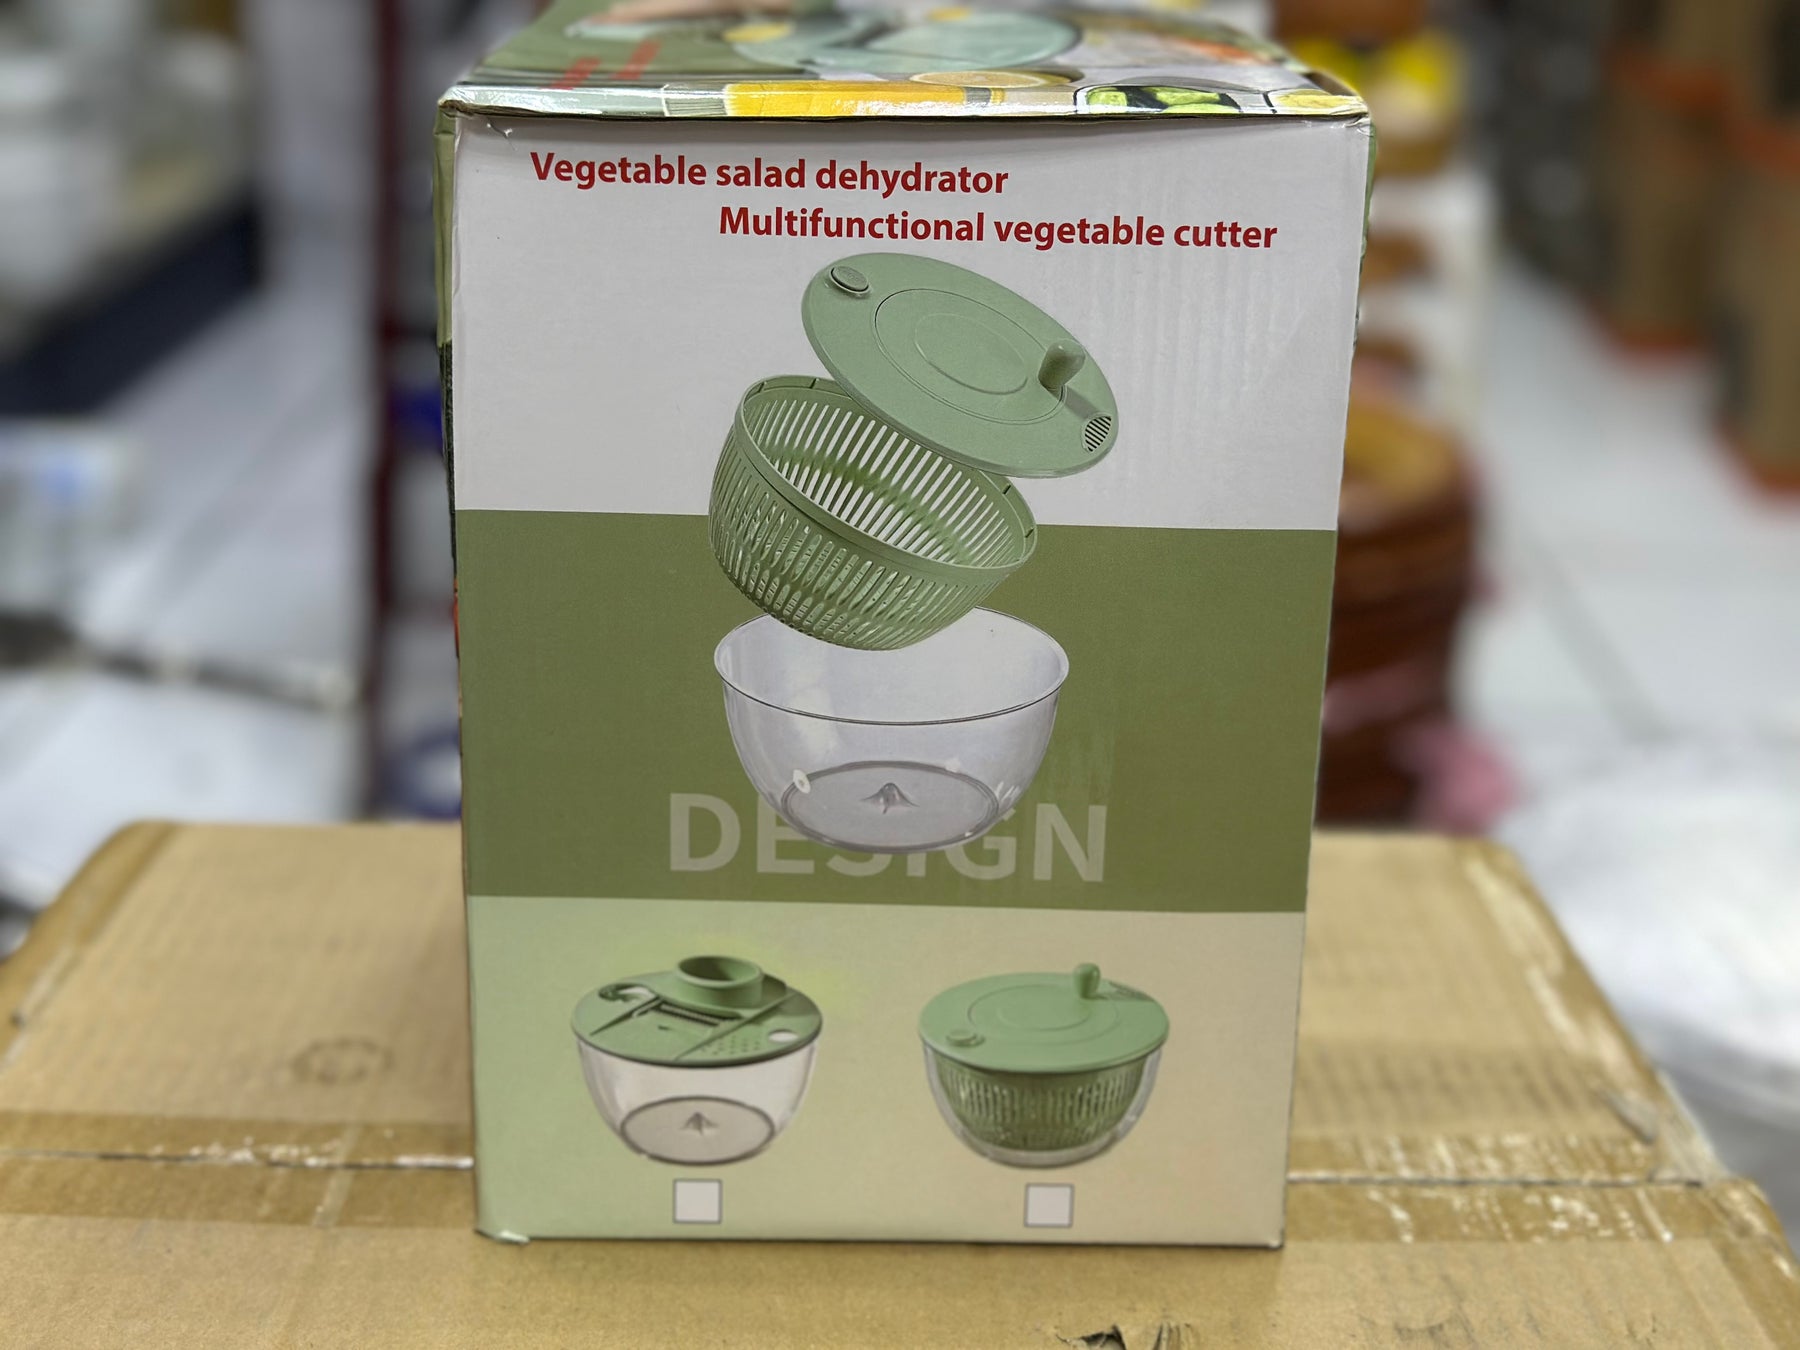 Vegetable salad dehydrator
Multifunctional vegetable cutter
DESIGN